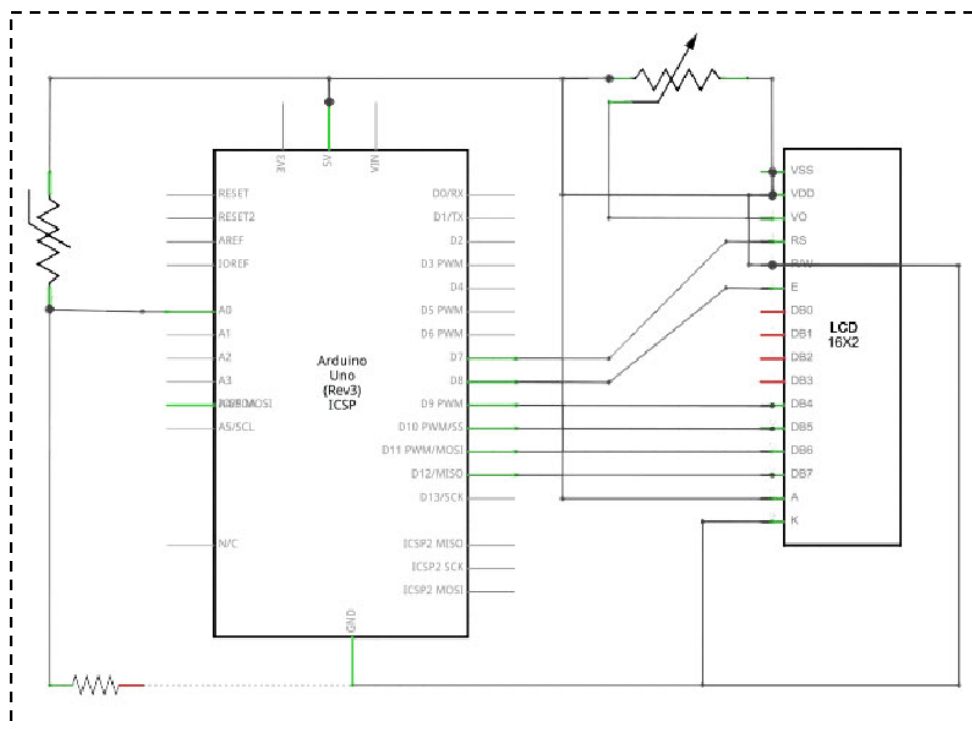 3V3
5V
VIN
RESET
RESET2
AREF
IOREF
A0
A1
A2
A3
A5/SCL
N/C
Arduino
Uno
(Rev3)
ICSP
GND
D0/RX
D1/TX
D2
D3 PWM
D4
D5 PWM
D6 PWM
D7
D8
D9 PWM
D10 PWM/SS
D11 PWM/MOSI
D12/MISO
D13/SCK
ICSP2 MISO
ICSP2 SCK
ICSP2 MOSI
VSS
VDD
VO
RS
R/W
E
DB0
DB1
DB2
DB3
DB4
DB5
DB6
DB7
A
K
LCD
16X2